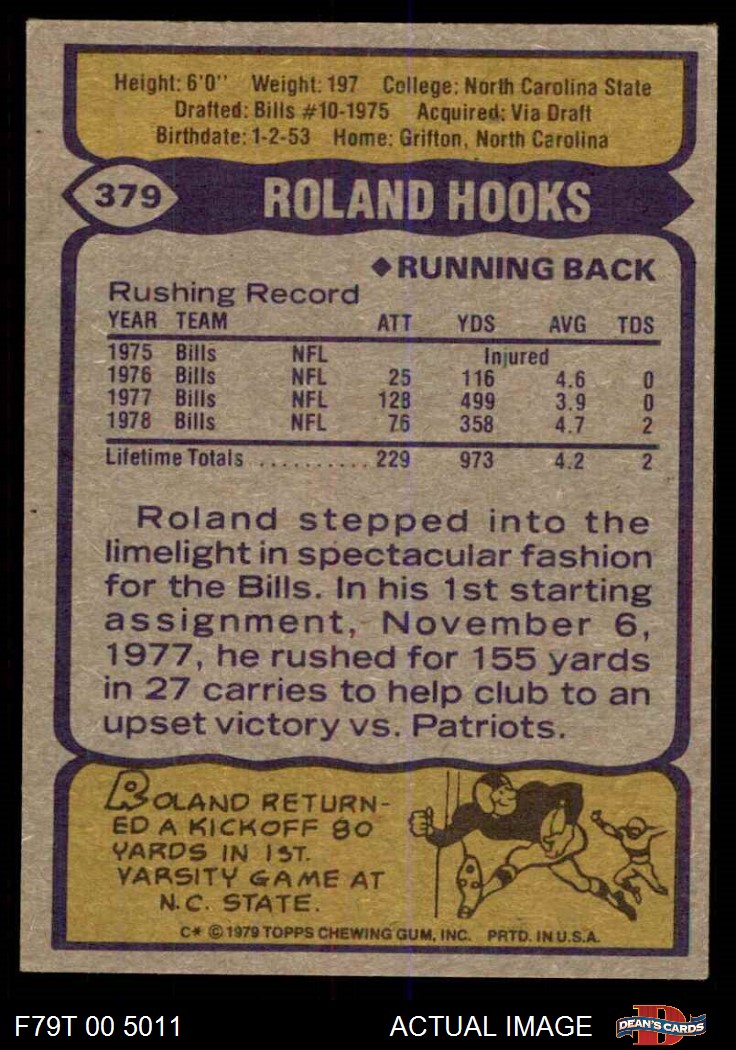 Height: 6'0" Weight: 197 College: North Carolina State
Drafted: Bills #10-1975 Acquired: Via Draft
Birthdate: 1-2-53 Home: Grifton, North Carolina
379 ROLAND HOOKS
◆RUNNING BACK
Rushing Record
YEAR TEAM ATT YDS AVG TDS
1975 Bills NFL Injured
1976 Bills NFL 25 116 4.6 0
1977 Bills NFL 128 499 3.9 0
1978 Bills NFL 76 358 4.7 2
Lifetime Totals .......... 229 973 4.2 2
Roland stepped into the
limelight in spectacular fashion
for the Bills. In his 1st starting
assignment, November 6,
1977, he rushed for 155 yards
in 27 carries to help club to an
upset victory vs. Patriots.
ROLAND RETURN-
ED A KICKOFF 80
YARDS IN 1ST.
VARSITY GAME AT
N.C. STATE.
C* © 1979 TOPPS CHEWING GUM, INC. PRTD. IN U.S.A.
F79T 00 5011 ACTUAL IMAGE D DEAN'S CARDS